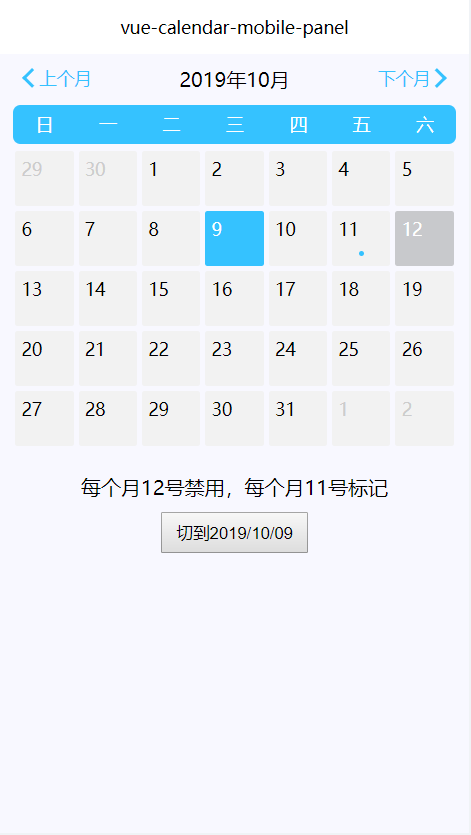 vue-calendar-mobile-panel
上个月 2019年10月 下个月
日 一 二 三 四 五 六
29 30 1 2 3 4 5
6 7 8 9 10 11 12
13 14 15 16 17 18 19
20 21 22 23 24 25 26
27 28 29 30 31 1 2
每个月12号禁用，每个月11号标记
切到2019/10/09